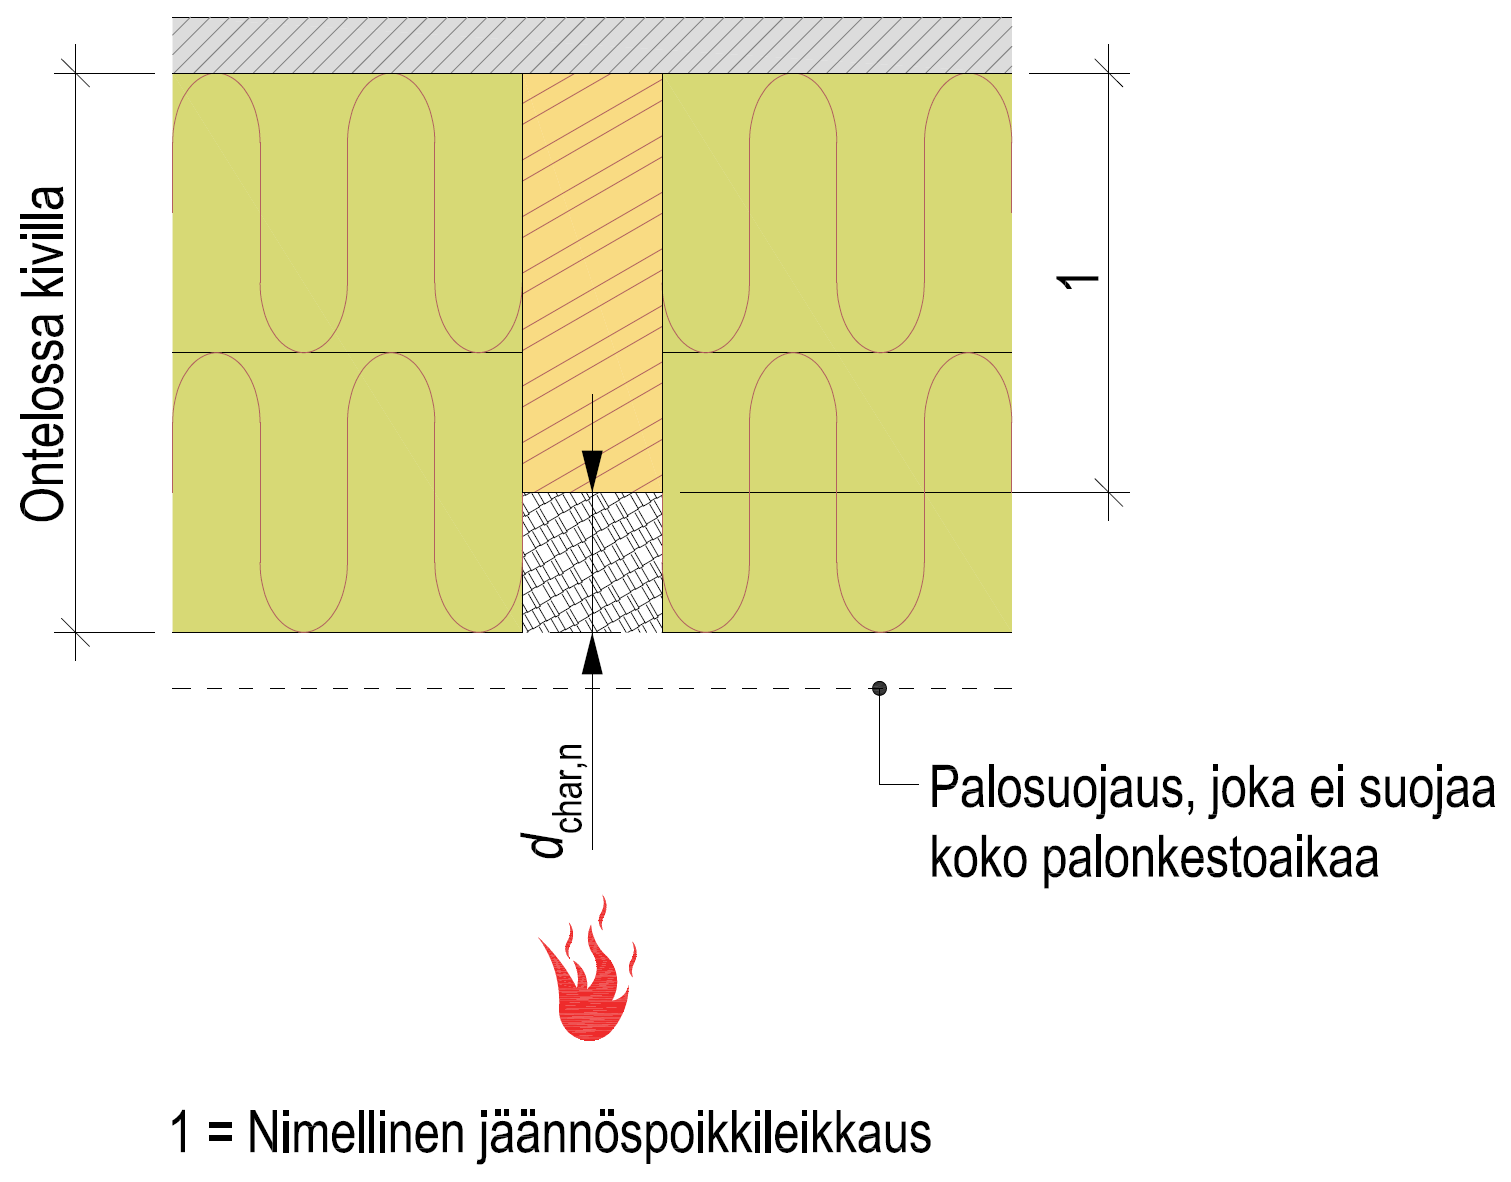 Ontelossa kivilla
1
d char,n
Palosuojaus, joka ei suojaa
koko palonkestoaikaa
1 = Nimellinen jäännöspoikkileikkaus